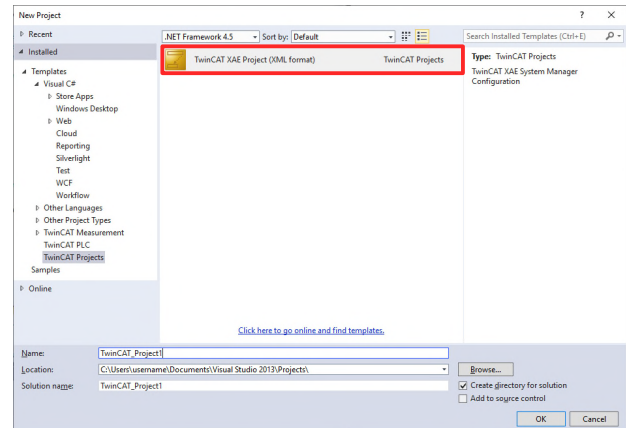 New Project ? ×
Recent
Installed
Templates
Visual C#
Store Apps
Windows Desktop
Web
Cloud
Reporting
Silverlight
Test
WCF
Workflow
Other Languages
Other Project Types
TwinCAT Measurement
TwinCAT PLC
TwinCAT Projects
Samples
Online
.NET Framework 4.5 Sort by: Default
TwinCAT XAE Project (XML format) TwinCAT Projects
Click here to go online and find templates.
Search Installed Templates (Ctrl+E)
Type: TwinCAT Projects
TwinCAT XAE System Manager
Configuration
Name: TwinCAT_Project1
Location: C:\Users\username\Documents\Visual Studio 2013\Projects\ Browse...
Solution name: TwinCAT_Project1 Create directory for solution
Add to source control
OK Cancel